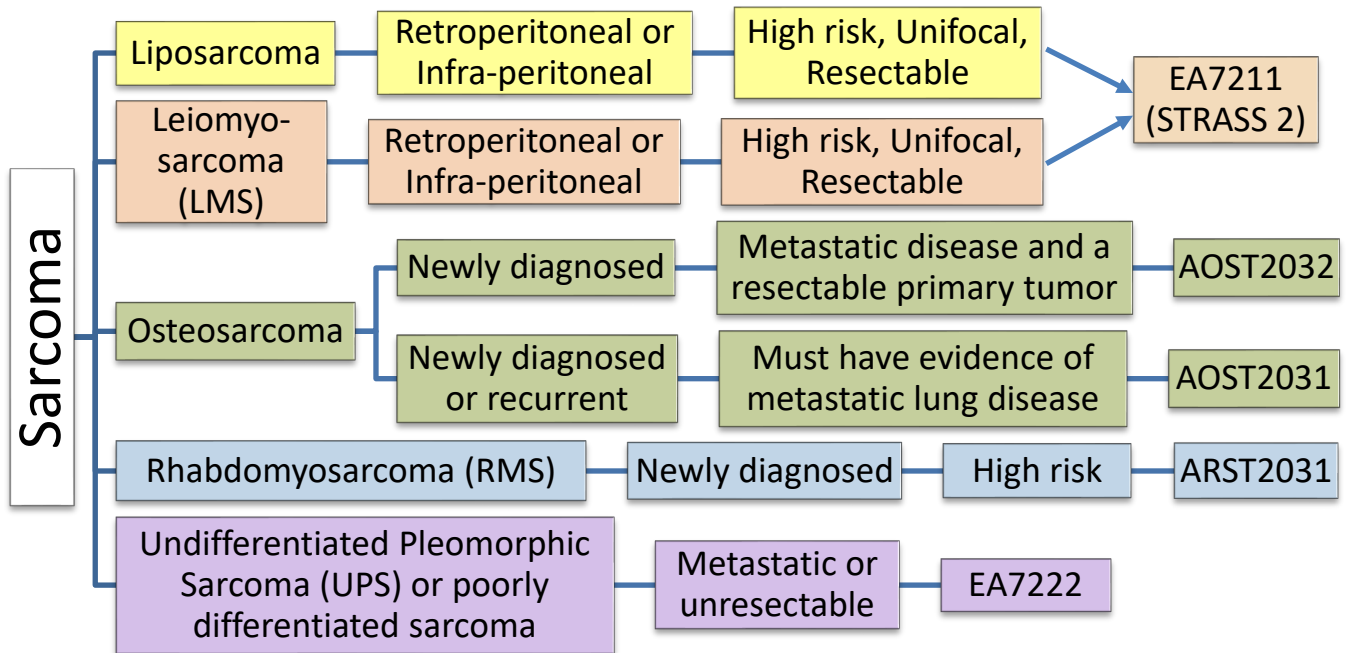 Sarcoma
Liposarcoma
Retroperitoneal or
Infra-peritoneal
High risk, Unifocal,
Resectable
EA7211
(STRASS 2)
Leiomyo-
sarcoma
(LMS)
Retroperitoneal or
Infra-peritoneal
High risk, Unifocal,
Resectable
Osteosarcoma
Newly diagnosed
Metastatic disease and a
resectable primary tumor
AOST2032
Newly diagnosed
or recurrent
Must have evidence of
metastatic lung disease
AOST2031
Rhabdomyosarcoma (RMS)
Newly diagnosed
High risk
ARST2031
Undifferentiated Pleomorphic
Sarcoma (UPS) or poorly
differentiated sarcoma
Metastatic or
unresectable
EA7222